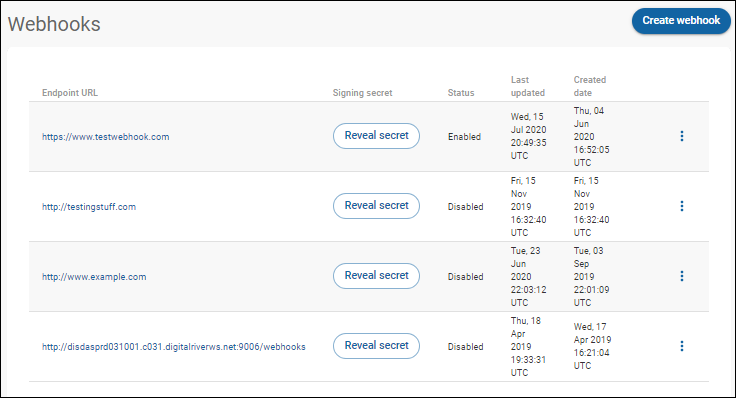 Webhooks
Create webhook
Endpoint URL Signing secret Status Last updated Created date
https://www.testwebhook.com Reveal secret Enabled Wed, 15 Jul 2020 20:49:35 UTC Thu, 04 Jun 2020 16:52:05 UTC
http://testingstuff.com Reveal secret Disabled Fri, 15 Nov 2019 16:32:40 UTC Fri, 15 Nov 2019 16:32:40 UTC
http://www.example.com Reveal secret Disabled Tue, 23 Jun 2020 22:03:12 UTC Tue, 03 Sep 2019 22:01:09 UTC
http://disdasprd031001.c031.digitalriverws.net:9006/webhooks Reveal secret Disabled Thu, 18 Apr 2019 19:33:31 UTC Wed, 17 Apr 2019 16:21:04 UTC